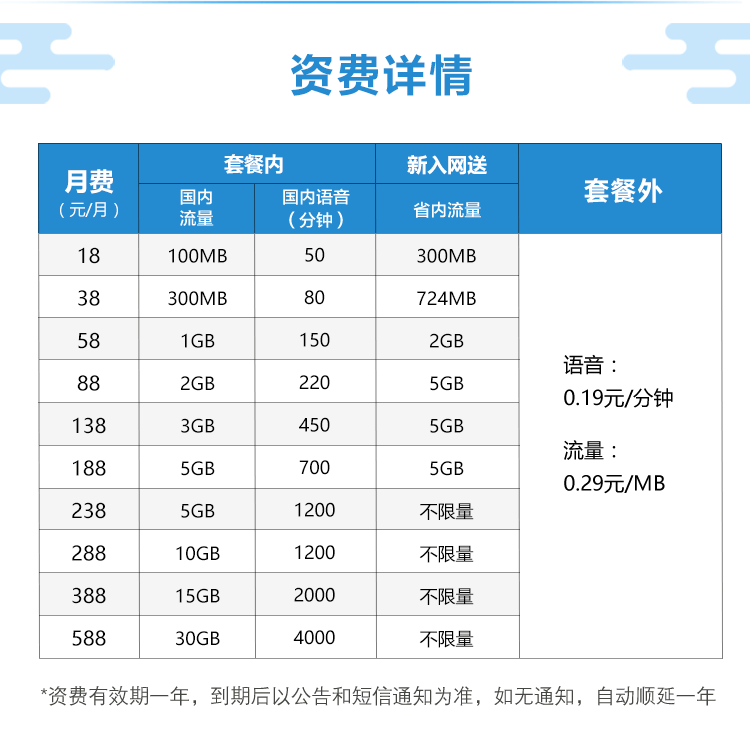 资费详情
月费
（元/月）
套餐内
新入网送
套餐外
国内
流量
国内语音
（分钟）
省内流量
18 100MB 50 300MB
38 300MB 80 724MB
58 1GB 150 2GB
88 2GB 220 5GB
138 3GB 450 5GB
188 5GB 700 5GB
238 5GB 1200 不限量
288 10GB 1200 不限量
388 15GB 2000 不限量
588 30GB 4000 不限量
语音：
0.19元/分钟
流量：
0.29元/MB
*资费有效期一年，到期后以公告和短信通知为准，如无通知，自动顺延一年